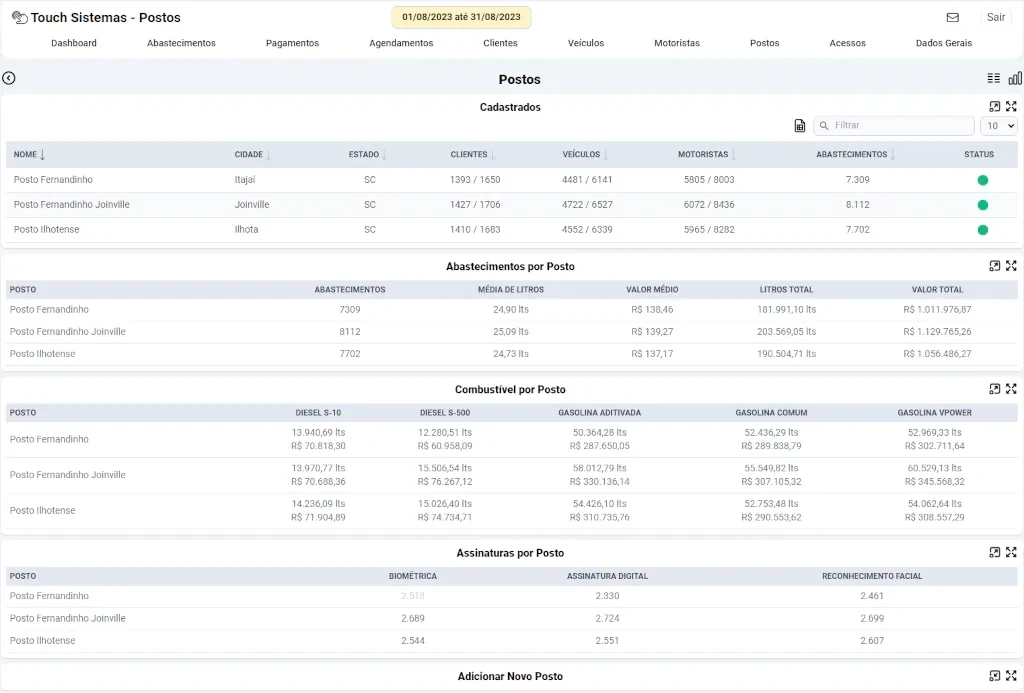 Touch Sistemas - Postos
01/08/2023 até 31/08/2023
Sair
Dashboard Abastecimentos Pagamentos Agendamentos Clientes Veículos Motoristas Postos Acessos Dados Gerais
Postos
Cadastrados
Filtrar 10
NOME CIDADE ESTADO CLIENTES VEÍCULOS MOTORISTAS ABASTECIMENTOS STATUS
Posto Fernandinho Itajaí SC 1393 / 1650 4481 / 6141 5805 / 8003 7.309
Posto Fernandinho Joinville Joinville SC 1427 / 1706 4722 / 6527 6072 / 8436 8.112
Posto Ilhotense Ilhota SC 1410 / 1683 4552 / 6339 5965 / 8282 7.702
Abastecimentos por Posto
POSTO ABASTECIMENTOS MÉDIA DE LITROS VALOR MÉDIO LITROS TOTAL VALOR TOTAL
Posto Fernandinho 7309 24,90 lts R$ 138,46 181.991,10 lts R$ 1.011.976,87
Posto Fernandinho Joinville 8112 25,09 lts R$ 139,27 203.569,05 lts R$ 1.129.765,26
Posto Ilhotense 7702 24,73 lts R$ 137,17 190.504,71 lts R$ 1.056.486,27
Combustível por Posto
POSTO DIESEL S-10 DIESEL S-500 GASOLINA ADITIVADA GASOLINA COMUM GASOLINA VPOWER
Posto Fernandinho 13.940,69 lts 12.280,51 lts 50.364,28 lts 52.436,29 lts 52.969,33 lts
R$ 70.818,30 R$ 60.958,09 R$ 287.650,05 R$ 289.838,79 R$ 302.711,64
Posto Fernandinho Joinville 13.970,77 lts 15.506,54 lts 58.012,79 lts 55.549,82 lts 60.529,13 lts
R$ 70.688,36 R$ 76.267,12 R$ 330.136,14 R$ 307.105,32 R$ 345.568,32
Posto Ilhotense 14.236,09 lts 15.026,40 lts 54.426,10 lts 52.753,48 lts 54.062,64 lts
R$ 71.904,89 R$ 74.734,71 R$ 310.735,76 R$ 290.553,62 R$ 308.557,29
Assinaturas por Posto
POSTO BIOMÉTRICA ASSINATURA DIGITAL RECONHECIMENTO FACIAL
Posto Fernandinho 2.518 2.330 2.461
Posto Fernandinho Joinville 2.689 2.724 2.699
Posto Ilhotense 2.544 2.551 2.607
Adicionar Novo Posto